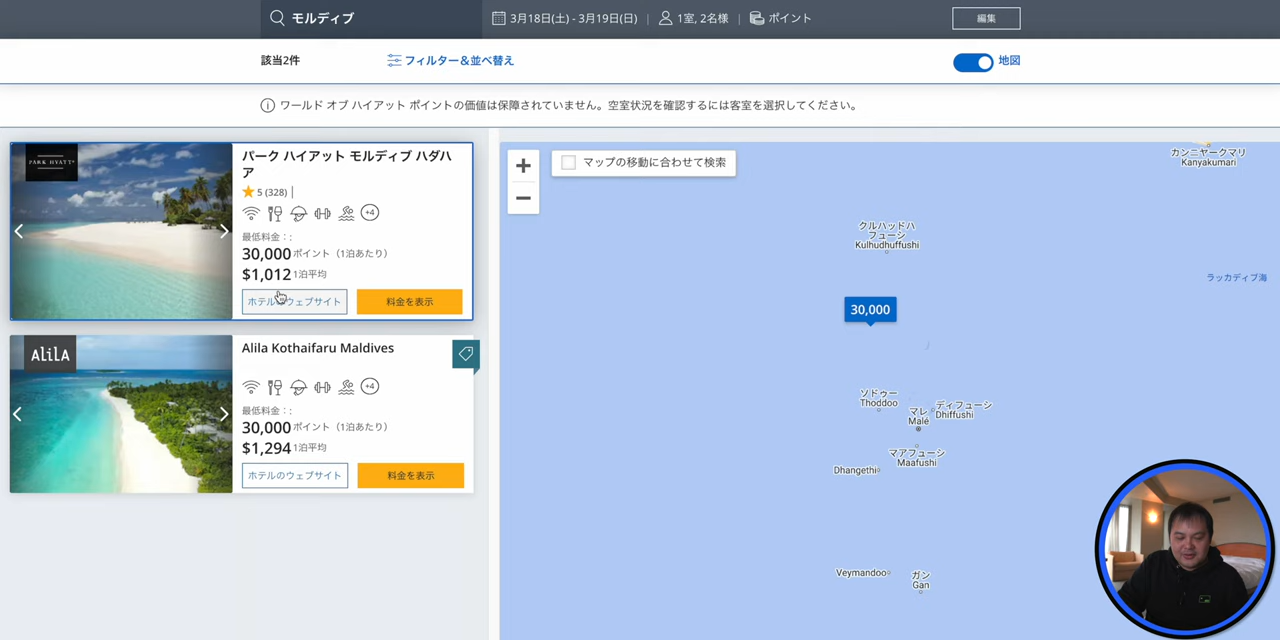 モルディブ
3月18日(土) - 3月19日(日) | 1室, 2名様 | ポイント
編集
該当2件
フィルター＆並べ替え
地図
ワールド オブ ハイアット ポイントの価値は保障されていません。空室状況を確認するには客室を選択してください。
PARK HYATT
パーク ハイアット モルディブ ハダハ
ア
5 (328) |
+4
最低料金：:
30,000 ポイント（1泊あたり）
$1,012 1泊平均
ホテルのウェブサイト
料金を表示
ALILA
Alila Kothaifaru Maldives
+4
最低料金：:
30,000 ポイント（1泊あたり）
$1,294 1泊平均
ホテルのウェブサイト
料金を表示
+
−
マップの移動に合わせて検索
カンニヤークマリ
Kanyakumari
クルハッドハ
フューシ
Kulhudhuffushi
ラッカディブ海
30,000
ソドゥー
Thoddoo
マレ
Malé
ディフューシ
Dhiffushi
マアフューシ
Maafushi
Dhangethi
Veymandoo
ガン
Gan